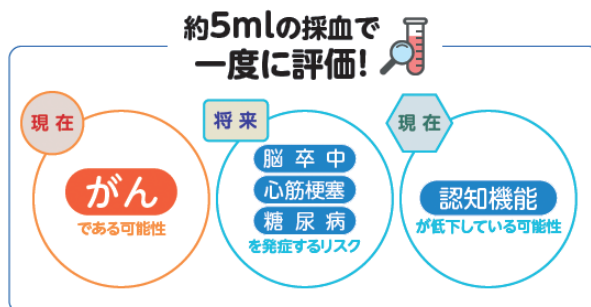 約5mlの採血で
一度に評価!
現在
がん
である可能性
将来
脳卒中
心筋梗塞
糖尿病
を発症するリスク
現在
認知機能
が低下している可能性